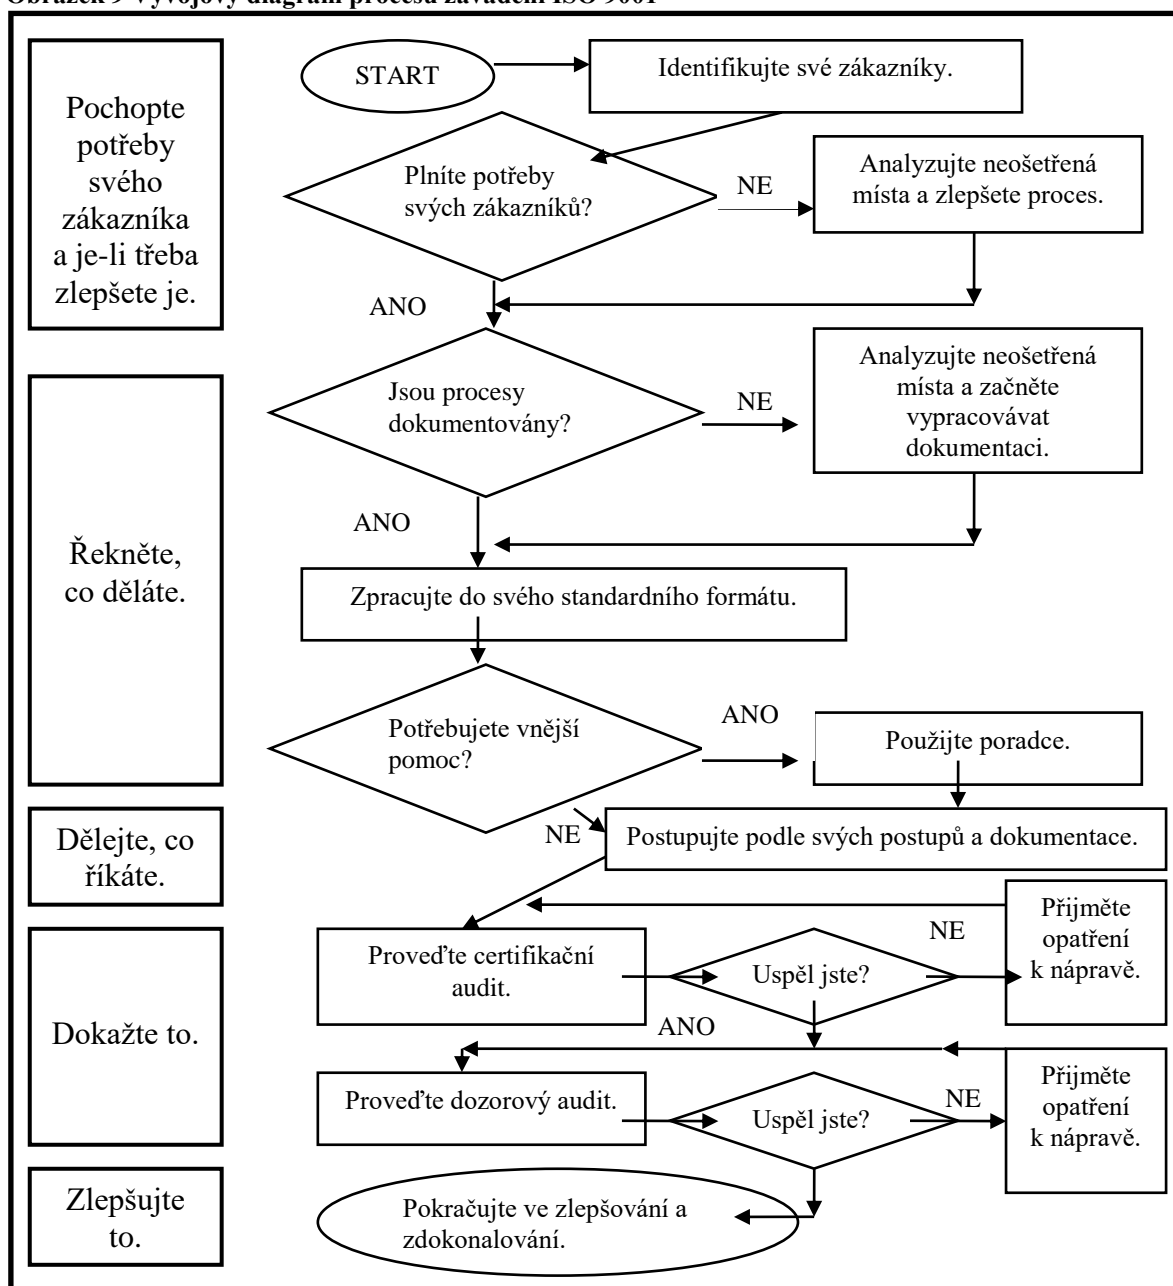 Obrázek 9 Vývojový diagram procesu zavádění ISO 9001
Pochopte
potřeby
svého
zákazníka
a je-li třeba
zlepšete je.
START
Identifikujte své zákazníky.
Plníte potřeby
svých zákazníků?
NE
Analyzujte neošetřená
místa a zlepšete proces.
ANO
Řekněte,
co děláte.
Jsou procesy
dokumentovány?
NE
Analyzujte neošetřená
místa a začněte
vypracovávat
dokumentaci.
ANO
Zpracujte do svého standardního formátu.
Potřebujete vnější
pomoc?
ANO
Použijte poradce.
NE
Dělejte, co
říkáte.
Postupujte podle svých postupů a dokumentace.
Dokažte to.
Proveďte certifikační
audit.
Uspěl jste?
NE
Přijměte
opatření
k nápravě.
ANO
Proveďte dozorový audit.
Uspěl jste?
NE
Přijměte
opatření
k nápravě.
Zlepšujte
to.
Pokračujte ve zlepšování a
zdokonalování.